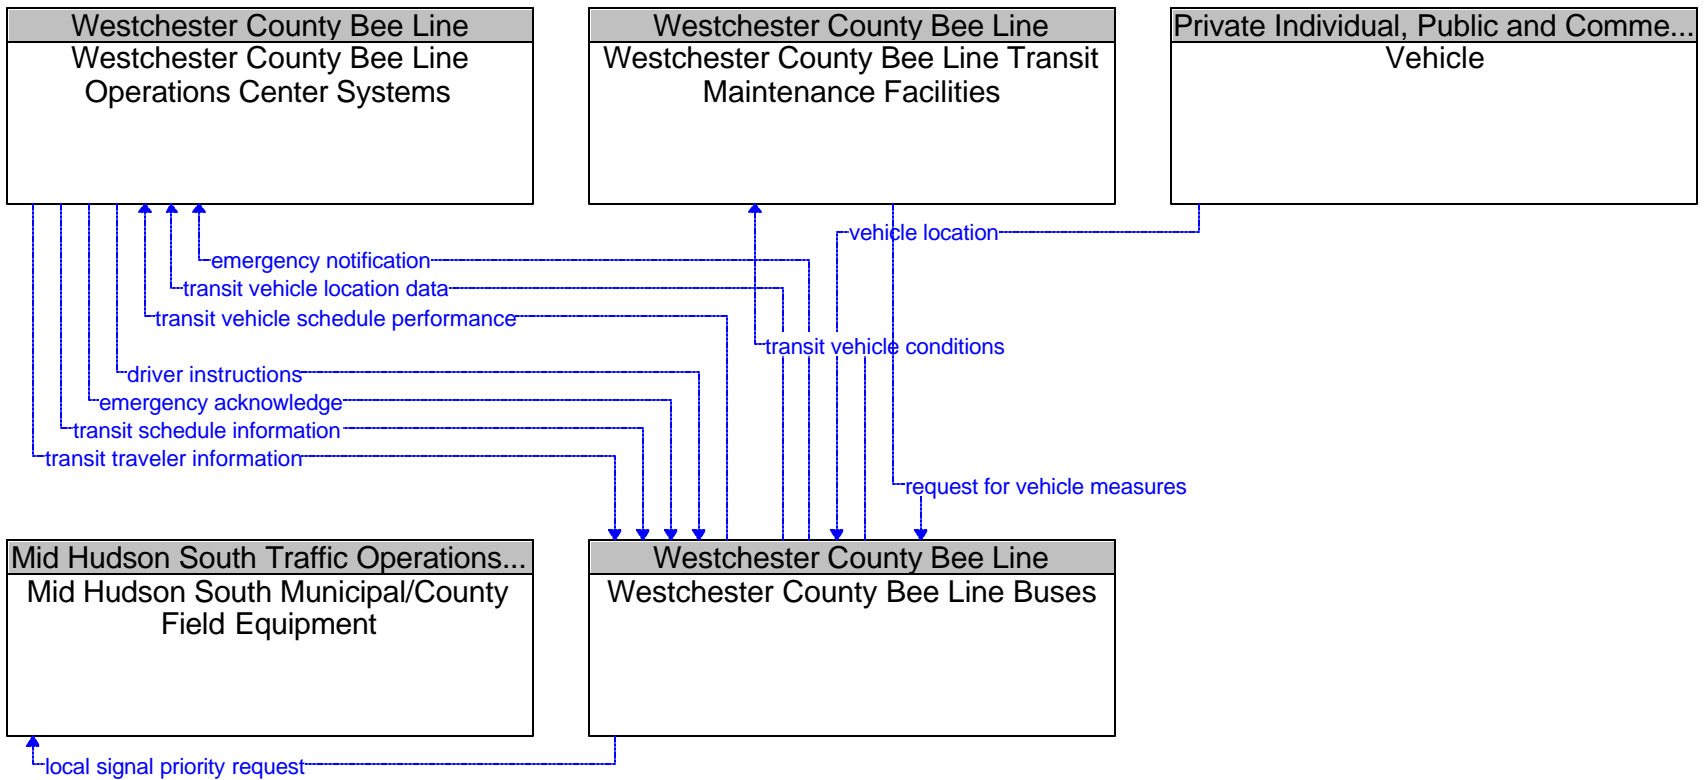 Westchester County Bee Line
Westchester County Bee Line
Operations Center Systems
Westchester County Bee Line
Westchester County Bee Line Transit
Maintenance Facilities
Private Individual, Public and Comme...
Vehicle
vehicle location
emergency notification
transit vehicle location data
transit vehicle schedule performance
transit vehicle conditions
driver instructions
emergency acknowledge
transit schedule information
transit traveler information
request for vehicle measures
Mid Hudson South Traffic Operations...
Mid Hudson South Municipal/County
Field Equipment
Westchester County Bee Line
Westchester County Bee Line Buses
local signal priority request